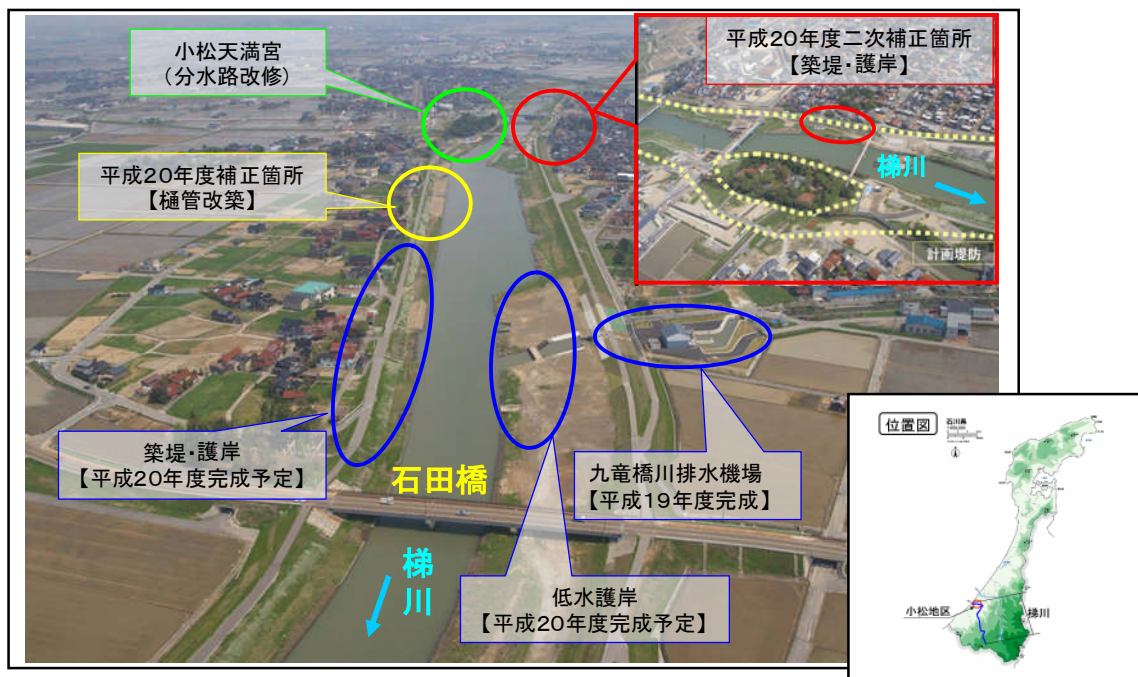 小松天満宮
（分水路改修）
平成20年度二次補正箇所
【築堤・護岸】
梯川
計画堤防
平成20年度補正箇所
【樋管改築】
築堤・護岸
【平成20年度完成予定】
石田橋
九竜橋川排水機場
【平成19年度完成】
梯川
低水護岸
【平成20年度完成予定】
位置図
石川県
小松地区
梯川